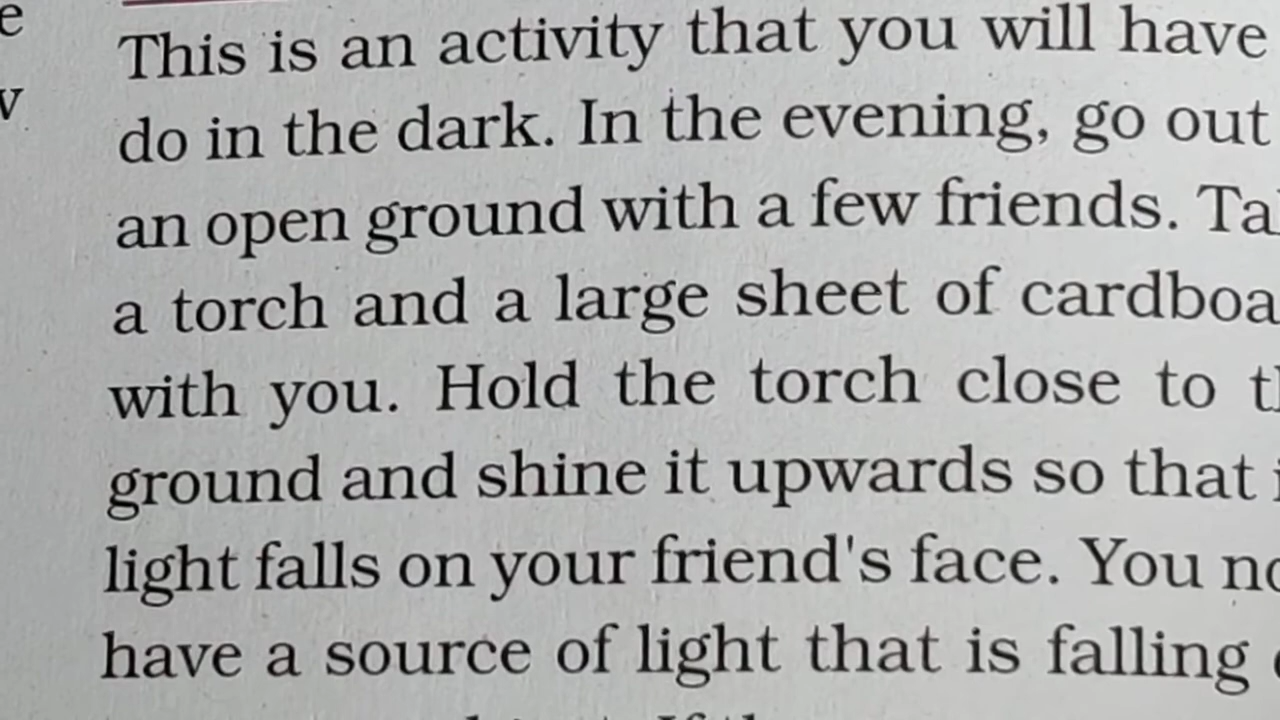 This is an activity that you will have
do in the dark. In the evening, go out
an open ground with a few friends.
a torch and a large sheet of
with you. Hold the torch close to
ground and shine it upwards so that
light falls on your friend's face. You
have a source of light that is falling